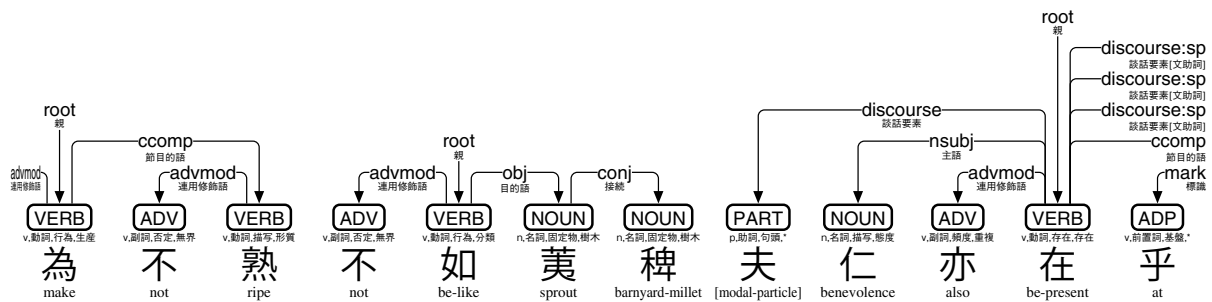 root
親
discourse:sp
談話要素[文助詞]
discourse:sp
談話要素[文助詞]
root
親
discourse
談話要素
discourse:sp
談話要素[文助詞]
ccomp
節目的語
root
親
nsubj
主語
ccomp
節目的語
advmod
連用修飾語
advmod
連用修飾語
advmod
連用修飾語
advmod
連用修飾語
obj
目的語
conj
接続
advmod
連用修飾語
mark
標識
VERB ADV VERB ADV VERB NOUN NOUN PART NOUN ADV VERB ADP
v,動詞,行為,生産 v,副詞,否定,無界 v,動詞,描写,形質 v,副詞,否定,無界 v,動詞,行為,分類 n,名詞,固定物,樹木 n,名詞,固定物,樹木 p,助詞,句頭,* n,名詞,描写,態度 v,副詞,頻度,重複 v,動詞,存在,存在 v,前置詞,基盤,*
為 不 熟 不 如 荑 稗 夫 仁 亦 在 乎
make not ripe not be-like sprout barnyard-millet [modal-particle] benevolence also be-present at